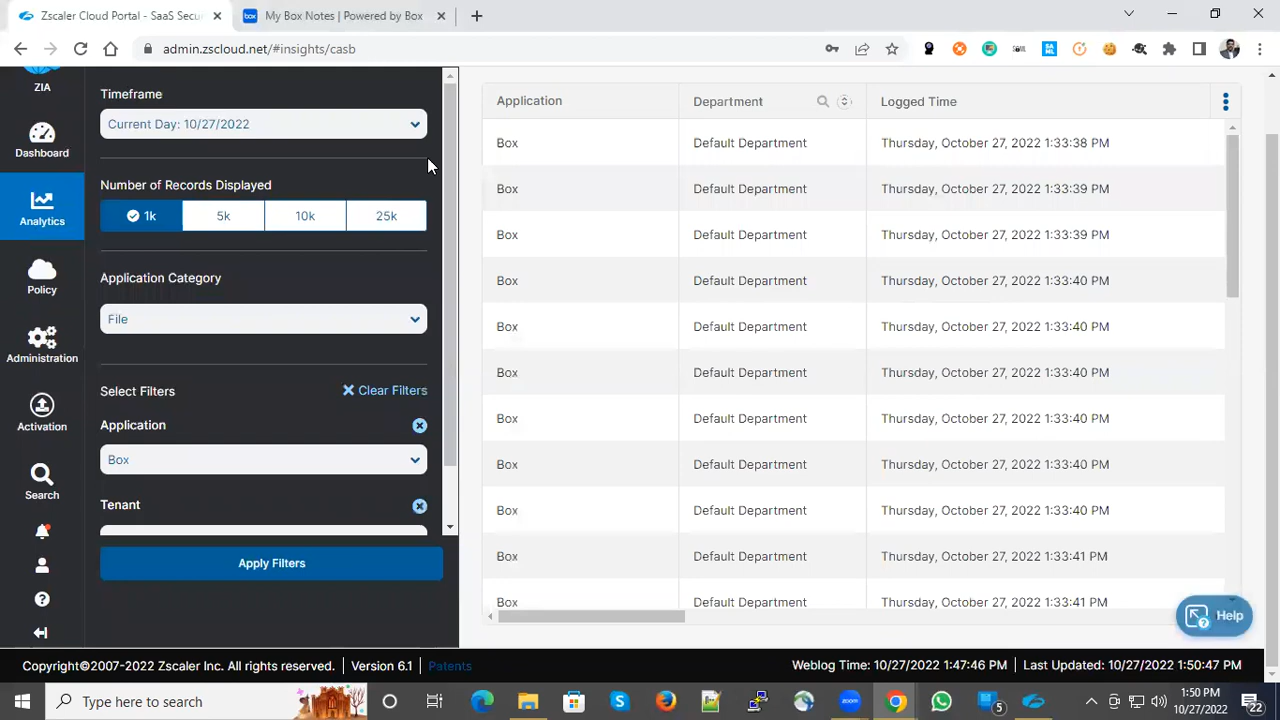 Zscaler Cloud Portal - SaaS Secu
box My Box Notes | Powered by Box
admin.zscloud.net/#insights/casb
ZIA
Dashboard
Analytics
Policy
Administration
Activation
Search
Timeframe
Current Day: 10/27/2022
Number of Records Displayed
1k 5k 10k 25k
Application Category
File
Select Filters Clear Filters
Application
Box
Tenant
Apply Filters
Application Department Logged Time
Box Default Department Thursday, October 27, 2022 1:33:38 PM
Box Default Department Thursday, October 27, 2022 1:33:39 PM
Box Default Department Thursday, October 27, 2022 1:33:39 PM
Box Default Department Thursday, October 27, 2022 1:33:40 PM
Box Default Department Thursday, October 27, 2022 1:33:40 PM
Box Default Department Thursday, October 27, 2022 1:33:40 PM
Box Default Department Thursday, October 27, 2022 1:33:40 PM
Box Default Department Thursday, October 27, 2022 1:33:40 PM
Box Default Department Thursday, October 27, 2022 1:33:40 PM
Box Default Department Thursday, October 27, 2022 1:33:41 PM
Box Default Department Thursday, October 27, 2022 1:33:41 PM
Help
Copyright©2007-2022 Zscaler Inc. All rights reserved. | Version 6.1 | Patents
Weblog Time: 10/27/2022 1:47:46 PM | Last Updated: 10/27/2022 1:50:47 PM
Type here to search
5
1:50 PM
10/27/2022
22